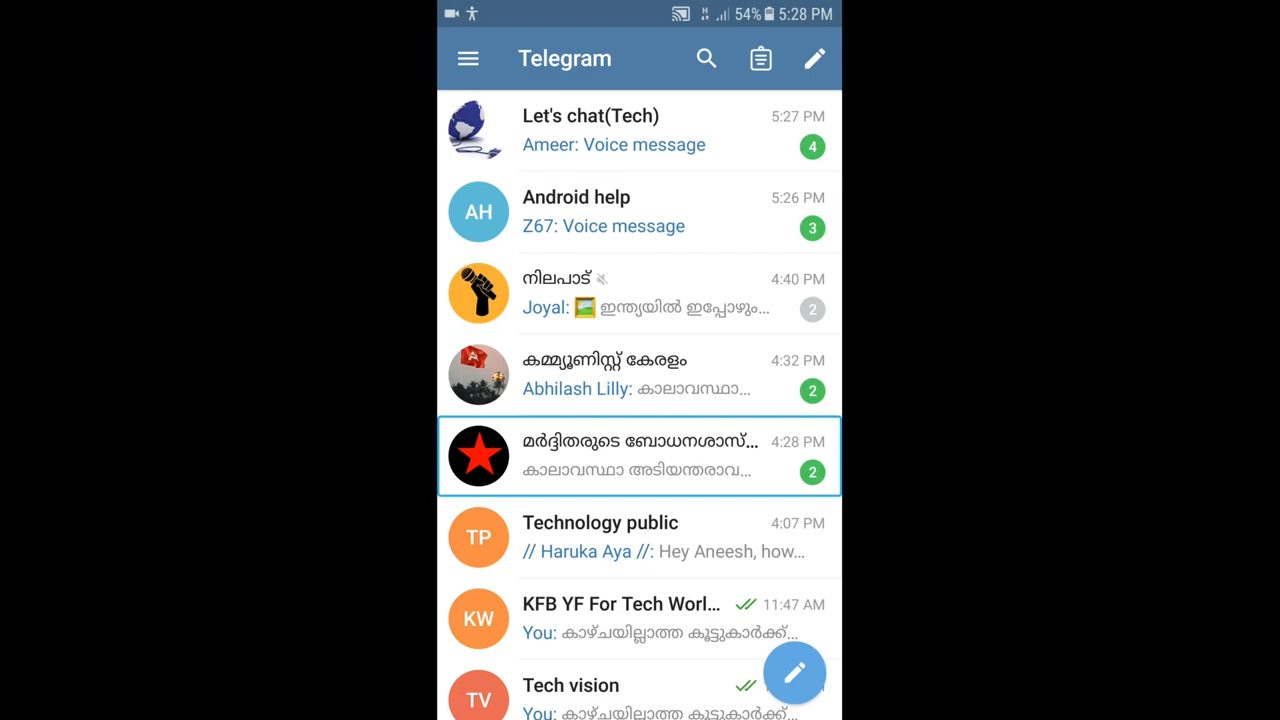 54% 5:28 PM
Telegram
Let's chat(Tech) 5:27 PM
Ameer: Voice message 4
AH Android help 5:26 PM
Z67: Voice message 3
നിലപാട് 4:40 PM
Joyal: ഇന്ത്യയിൽ ഇപ്പോഴും... 2
കമ്മ്യൂണിസ്റ്റ് കേരളം 4:32 PM
Abhilash Lilly: കാലാവസ്ഥാ... 2
മർദ്ദിതരുടെ ബോധനശാസ്... 4:28 PM
കാലാവസ്ഥാ അടിയന്തരാവ... 2
TP Technology public 4:07 PM
// Haruka Aya //: Hey Aneesh, how...
KW KFB YF For Tech Worl... 11:47 AM
You: കാഴ്ചയില്ലാത്ത കൂട്ടുകാർക്ക്...
TV Tech vision
You: കാഴ്ചയില്ലാത്ത കൂട്ടുകാർക്ക്...